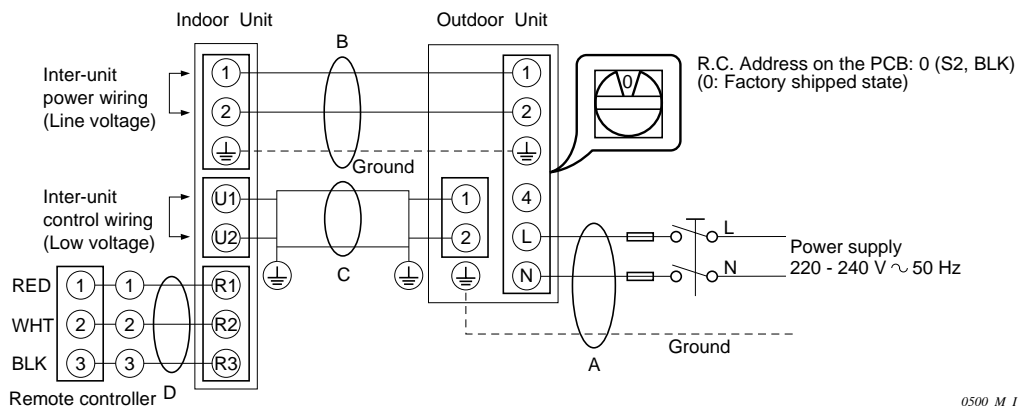 Indoor Unit
Outdoor Unit
B
R.C. Address on the PCB: 0 (S2, BLK)
(0: Factory shipped state)
0
Inter-unit
power wiring
(Line voltage)
1
2
1
2
Ground
Inter-unit
control wiring
(Low voltage)
U1
U2
C
1
2
4
L
N
L
N
Power supply
220 - 240 V ~ 50 Hz
Ground
A
RED
1
1
R1
WHT
2
2
R2
BLK
3
3
R3
Remote controller
D
0500_M_I